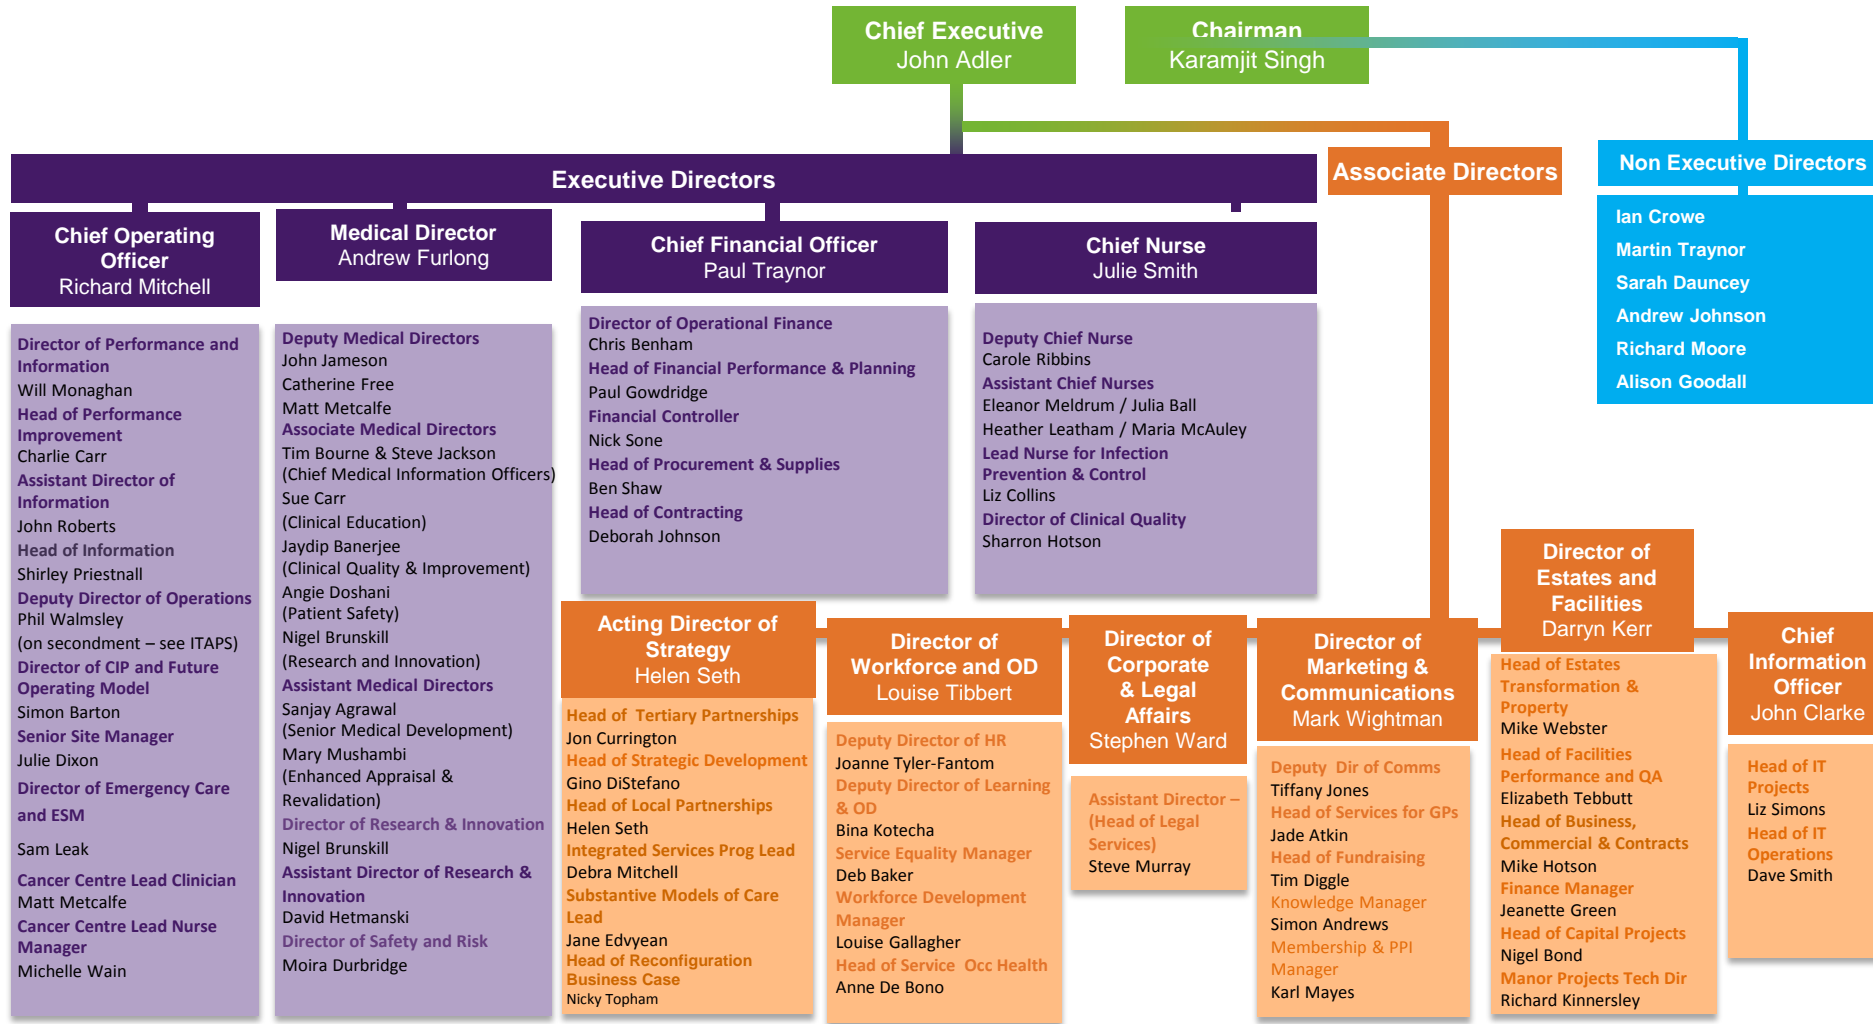 Chief Executive
John Adler
Chairman
Karamjit Singh
Executive Directors
Associate Directors
Non Executive Directors
Ian Crowe
Martin Traynor
Sarah Dauncey
Andrew Johnson
Richard Moore
Alison Goodall
Chief Operating
Officer
Richard Mitchell
Director of Performance and
Information
Will Monaghan
Head of Performance
Improvement
Charlie Carr
Assistant Director of
Information
John Roberts
Head of Information
Shirley Priestnall
Deputy Director of Operations
Phil Walmsley
(on secondment – see ITAPS)
Director of CIP and Future
Operating Model
Simon Barton
Senior Site Manager
Julie Dixon
Director of Emergency Care
and ESM
Sam Leak
Cancer Centre Lead Clinician
Matt Metcalfe
Cancer Centre Lead Nurse
Manager
Michelle Wain
Medical Director
Andrew Furlong
Deputy Medical Directors
John Jameson
Catherine Free
Matt Metcalfe
Associate Medical Directors
Tim Bourne & Steve Jackson
(Chief Medical Information Officers)
Sue Carr
(Clinical Education)
Jaydip Banerjee
(Clinical Quality & Improvement)
Angie Doshani
(Patient Safety)
Nigel Brunskill
(Research and Innovation)
Assistant Medical Directors
Sanjay Agrawal
(Senior Medical Development)
Mary Mushambi
(Enhanced Appraisal &
Revalidation)
Director of Research & Innovation
Nigel Brunskill
Assistant Director of Research &
Innovation
David Hetmanski
Director of Safety and Risk
Moira Durbridge
Chief Financial Officer
Paul Traynor
Director of Operational Finance
Chris Benham
Head of Financial Performance & Planning
Paul Gowdridge
Financial Controller
Nick Sone
Head of Procurement & Supplies
Ben Shaw
Head of Contracting
Deborah Johnson
Chief Nurse
Julie Smith
Deputy Chief Nurse
Carole Ribbins
Assistant Chief Nurses
Eleanor Meldrum / Julia Ball
Heather Leatham / Maria McAuley
Lead Nurse for Infection
Prevention & Control
Liz Collins
Director of Clinical Quality
Sharron Hotson
Acting Director of
Strategy
Helen Seth
Head of Tertiary Partnerships
Jon Currington
Head of Strategic Development
Gino DiStefano
Head of Local Partnerships
Helen Seth
Integrated Services Prog Lead
Debra Mitchell
Substantive Models of Care
Lead
Jane Edvyean
Head of Reconfiguration
Business Case
Nicky Topham
Director of
Workforce and OD
Louise Tibbert
Deputy Director of HR
Joanne Tyler-Fantom
Deputy Director of Learning
& OD
Bina Kotecha
Service Equality Manager
Deb Baker
Workforce Development
Manager
Louise Gallagher
Head of Service Occ Health
Anne De Bono
Director of
Corporate
& Legal
Affairs
Stephen Ward
Assistant Director –
(Head of Legal
Services)
Steve Murray
Director of
Marketing &
Communications
Mark Wightman
Deputy Dir of Comms
Tiffany Jones
Head of Services for GPs
Jade Atkin
Head of Fundraising
Tim Diggle
Knowledge Manager
Simon Andrews
Membership & PPI
Manager
Karl Mayes
Director of
Estates and
Facilities
Darryn Kerr
Head of Estates
Transformation &
Property
Mike Webster
Head of Facilities
Performance and QA
Elizabeth Tebbutt
Head of Business,
Commercial & Contracts
Mike Hotson
Finance Manager
Jeanette Green
Head of Capital Projects
Nigel Bond
Manor Projects Tech Dir
Richard Kinnersley
Chief
Information
Officer
John Clarke
Head of IT
Projects
Liz Simons
Head of IT
Operations
Dave Smith